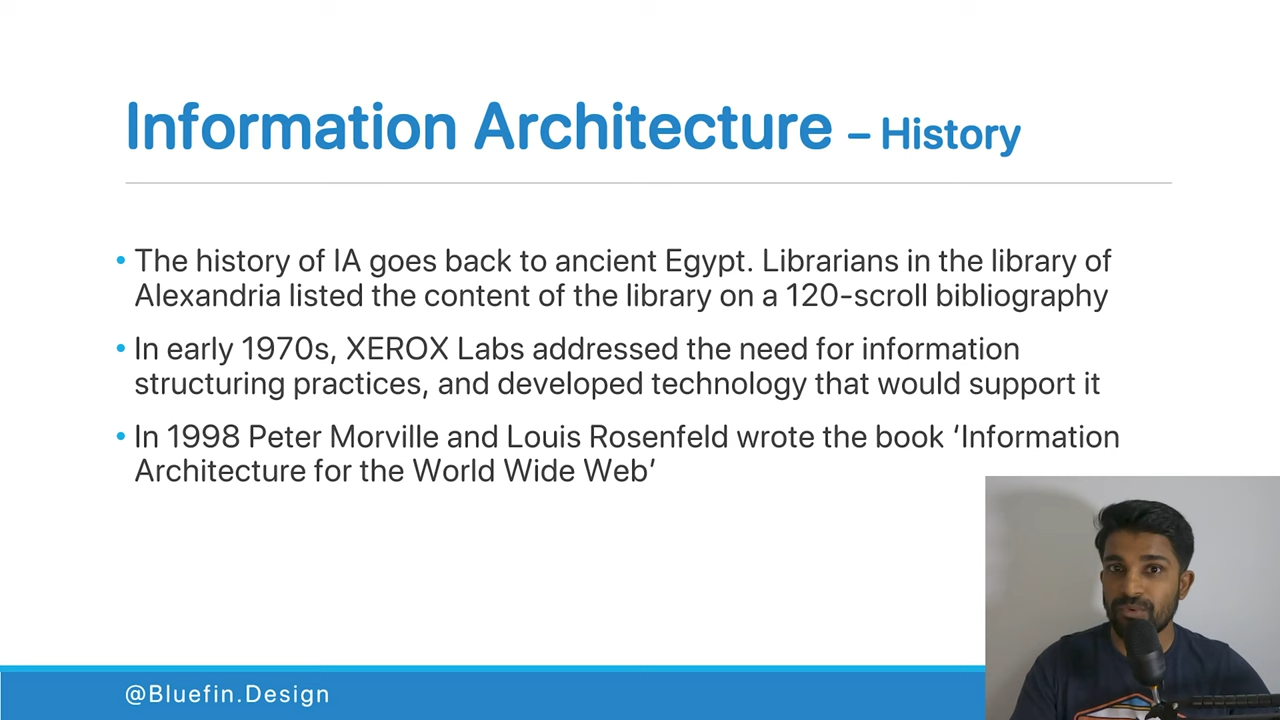 Information Architecture – History
• The history of IA goes back to ancient Egypt. Librarians in the library of
Alexandria listed the content of the library on a 120-scroll bibliography
• In early 1970s, XEROX Labs addressed the need for information
structuring practices, and developed technology that would support it
• In 1998 Peter Morville and Louis Rosenfeld wrote the book ‘Information
Architecture for the World Wide Web’
@Bluefin.Design